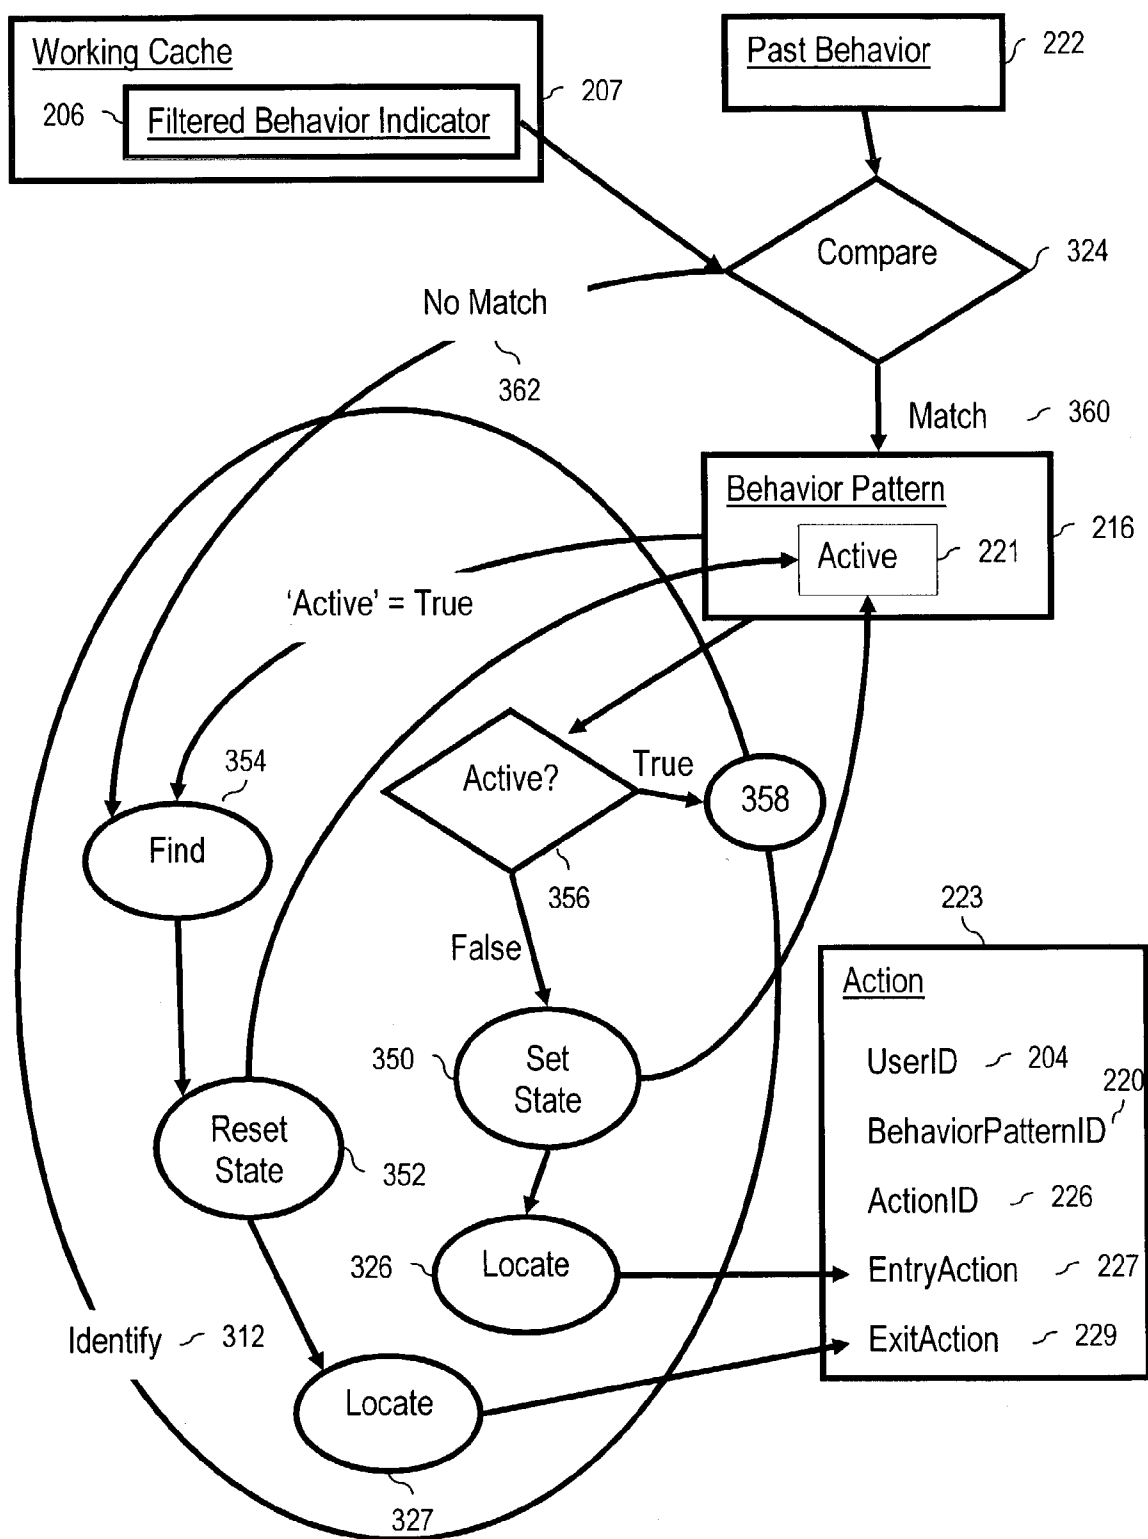 Working Cache
Past Behavior
222
206
Filtered Behavior Indicator
207
Compare
324
No Match
362
Match
360
Behavior Pattern
216
Active
221
'Active' = True
354
Active?
True
358
Find
356
False
223
Action
350
Set
State
UserID
204
220
BehaviorPatternID
Reset
State
352
ActionID
226
326
Locate
EntryAction
227
Identify
312
ExitAction
229
Locate
327